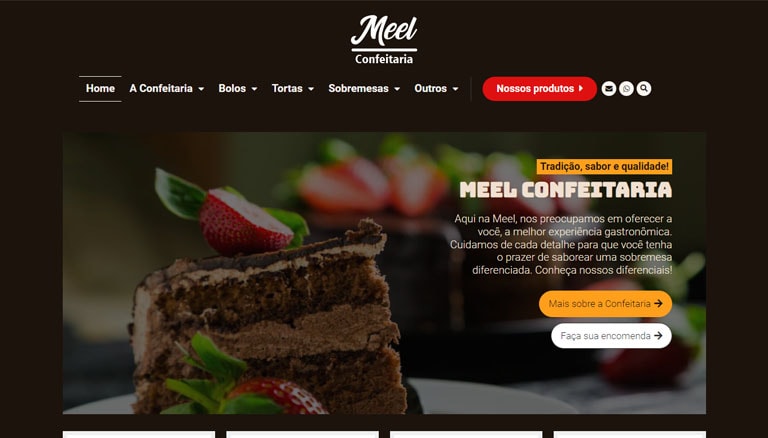 Meel
Confeitaria
Home A Confeitaria Bolos Tortas Sobremesas Outros Nossos produtos
Tradição, sabor e qualidade!
MEEL CONFEITARIA
Aqui na Meel, nos preocupamos em oferecer a
você, a melhor experiência gastronômica.
Cuidamos de cada detalhe para que você tenha
o prazer de saborear uma sobremesa
diferenciada. Conheça nossos diferenciais!
Mais sobre a Confeitaria
Faça sua encomenda